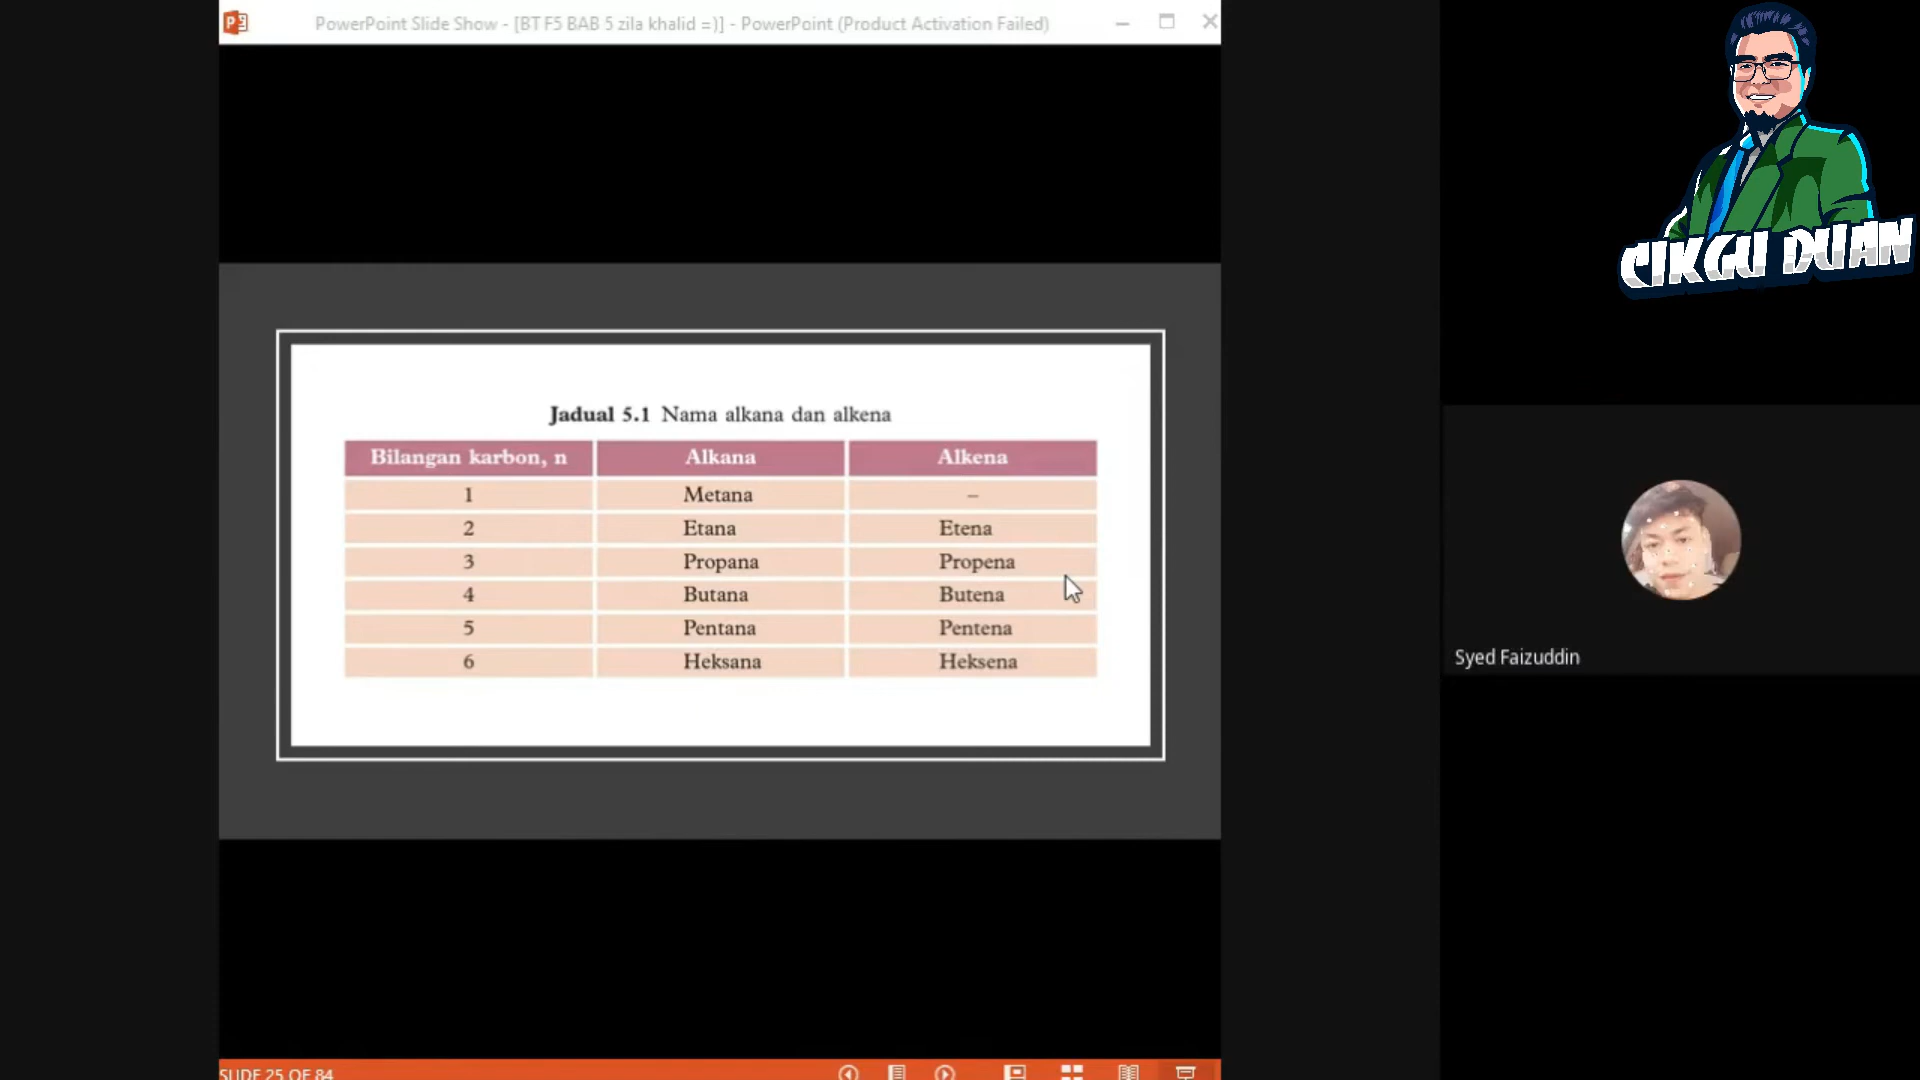 PowerPoint Slide Show - [BT F5 BAB 5 zila khalid =)] - PowerPoint (Product Activation Failed)
CIKGU DUAN
Jadual 5.1 Nama alkana dan alkena
Bilangan karbon, n Alkana Alkena
1 Metana –
2 Etana Etena
3 Propana Propena
4 Butana Butena
5 Pentana Pentena
6 Heksana Heksena
Syed Faizuddin
SLIDE 25 OF 84